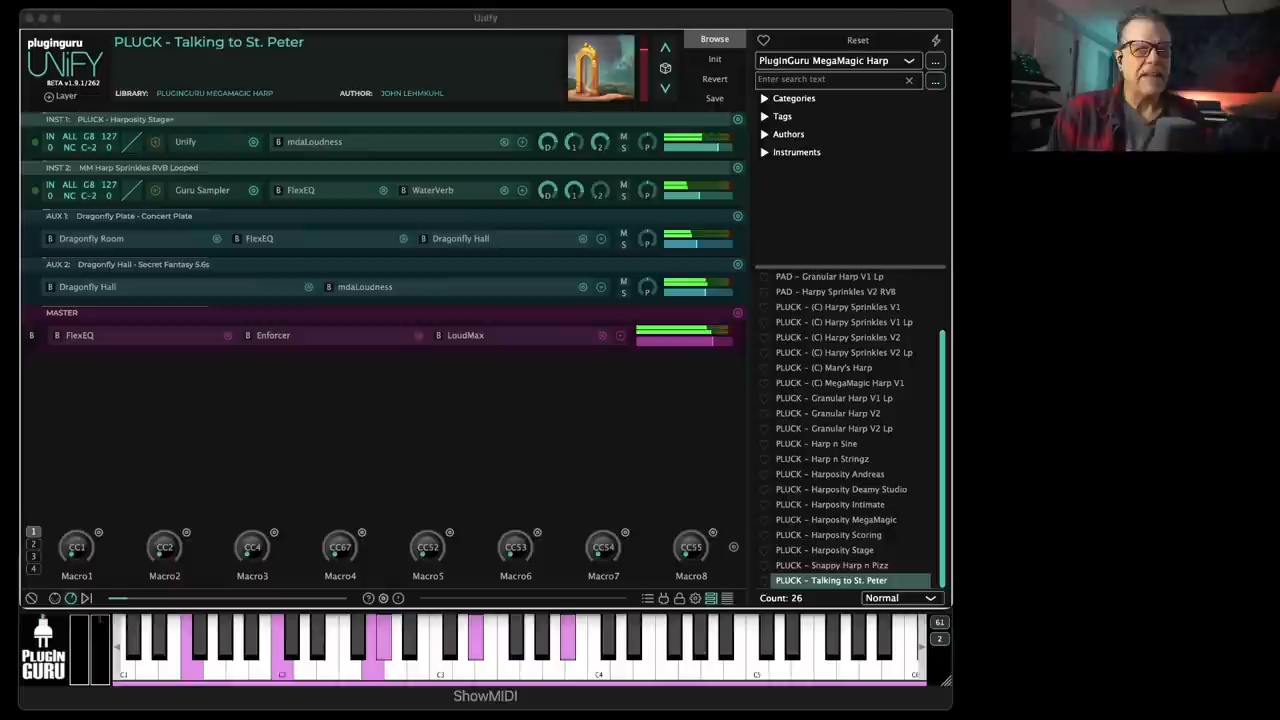 Unify
pluginguru
UNiFY
BETA v1.9.1/262
Layer
PLUCK - Talking to St. Peter
LIBRARY: PLUGINGURU MEGAMAGIC HARP AUTHOR: JOHN LEHMKUHL
Browse
Init
Revert
Save
Reset
PluginGuru MegaMagic Harp ...
Enter search text ...
Categories
Tags
Authors
Instruments
INST 1: PLUCK - Harposity Stage=
IN ALL G8 127
0 NC C-2 0
Unify
B mdaLoudness
D 1 2 M S P
INST 2: MM Harp Sprinkles RVB Looped
IN ALL G8 127
0 NC C-2 0
Guru Sampler
B FlexEQ
B WaterVerb
D 1 2 M S P
AUX 1: Dragonfly Plate - Concert Plate
B Dragonfly Room
B FlexEQ
B Dragonfly Hall
M S P
AUX 2: Dragonfly Hall - Secret Fantasy 5.6s
B Dragonfly Hall
B mdaLoudness
M S P
MASTER
B B FlexEQ
B Enforcer
B LoudMax
PAD - Granular Harp V1 Lp
PAD - Harpy Sprinkles V2 RVB
PLUCK - (C) Harpy Sprinkles V1
PLUCK - (C) Harpy Sprinkles V1 Lp
PLUCK - (C) Harpy Sprinkles V2
PLUCK - (C) Harpy Sprinkles V2 Lp
PLUCK - (C) Mary's Harp
PLUCK - (C) MegaMagic Harp V1
PLUCK - Granular Harp V1 Lp
PLUCK - Granular Harp V2
PLUCK - Granular Harp V2 Lp
PLUCK - Harp n Sine
PLUCK - Harp n Stringz
PLUCK - Harposity Andreas
PLUCK - Harposity Deamy Studio
PLUCK - Harposity Intimate
PLUCK - Harposity MegaMagic
PLUCK - Harposity Scoring
PLUCK - Harposity Stage
PLUCK - Snappy Harp n Pizz
PLUCK - Talking to St. Peter
Count: 26 Normal
1
2
3
4
CC1 CC2 CC4 CC67 CC52 CC53 CC54 CC55
Macro1 Macro2 Macro3 Macro4 Macro5 Macro6 Macro7 Macro8
PLUGIN
GURU
C1 C2 C3 C4 C5 C6
61
2
ShowMIDI